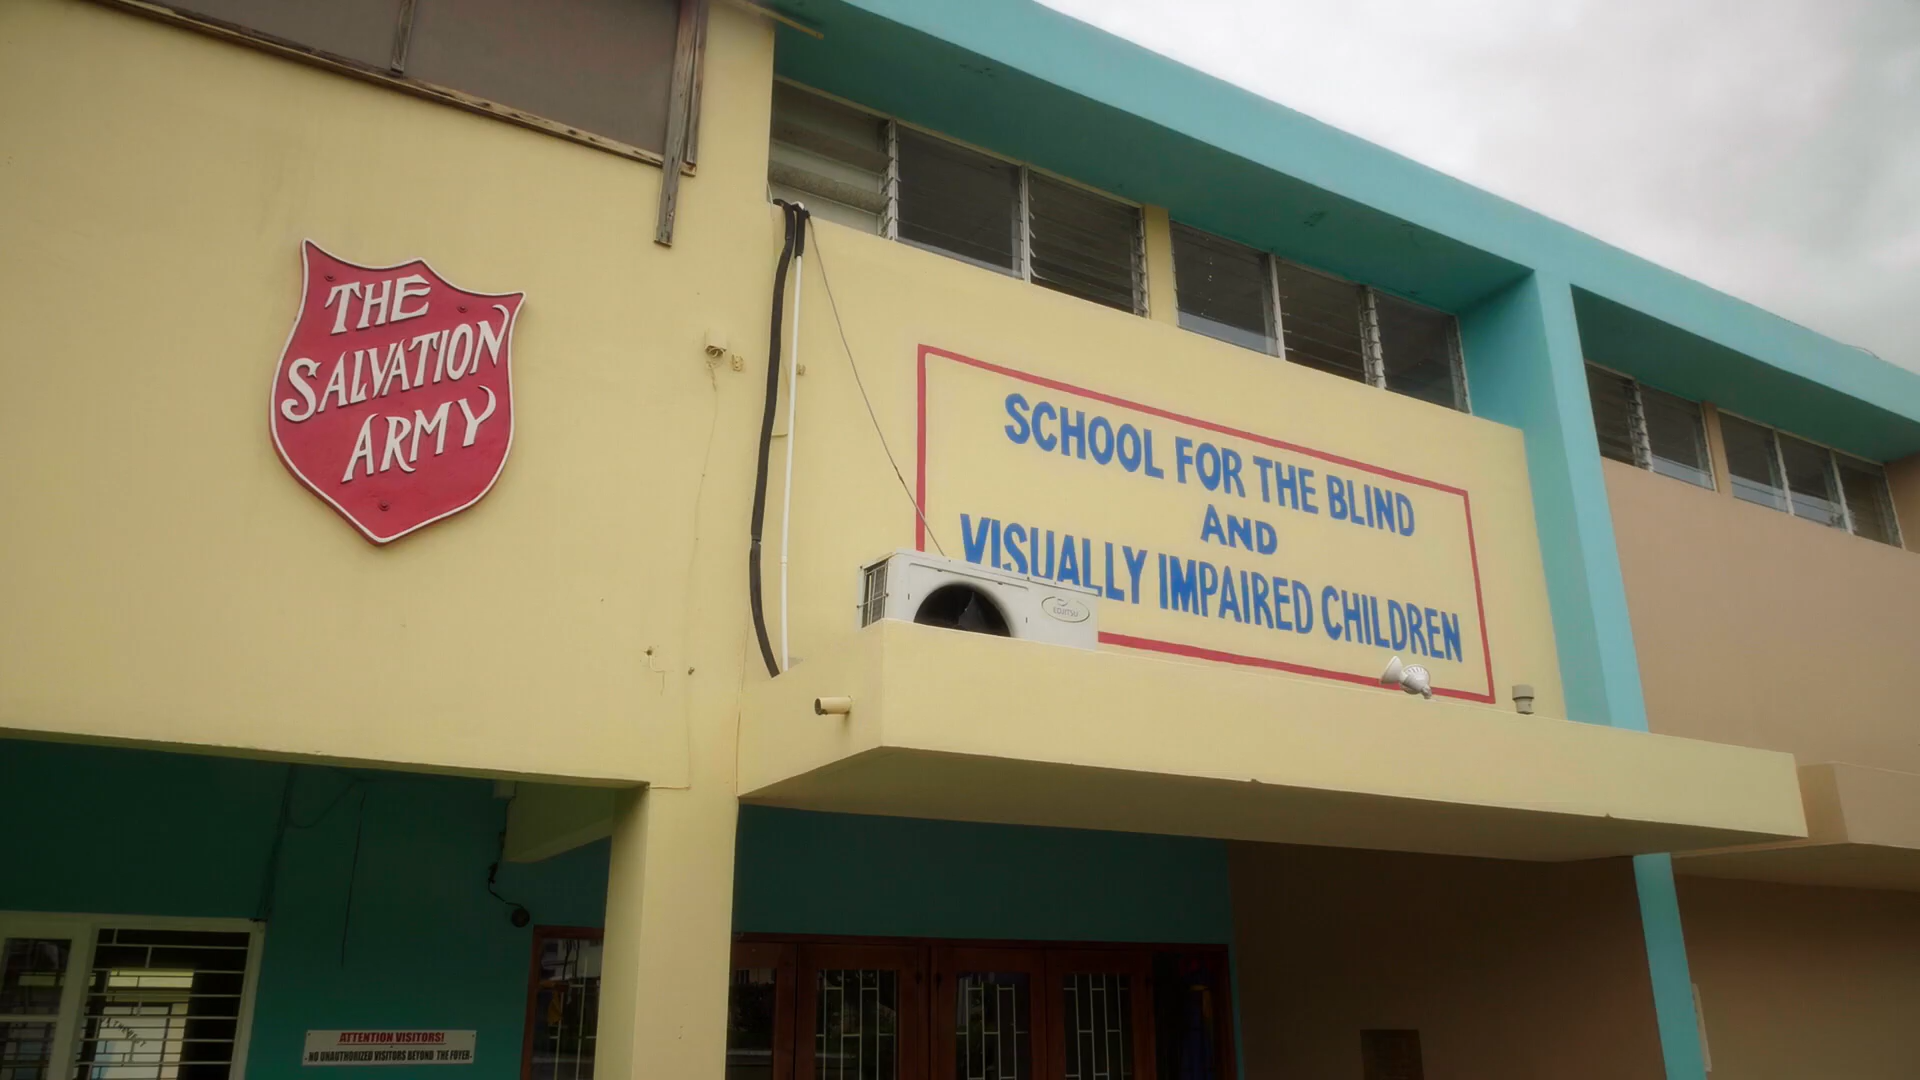 THE
SALVATION
ARMY
SCHOOL FOR THE BLIND
AND
VISUALLY IMPAIRED CHILDREN
ATTENTION VISITORS!
- NO UNAUTHORIZED VISITORS BEYOND THE FOYER-